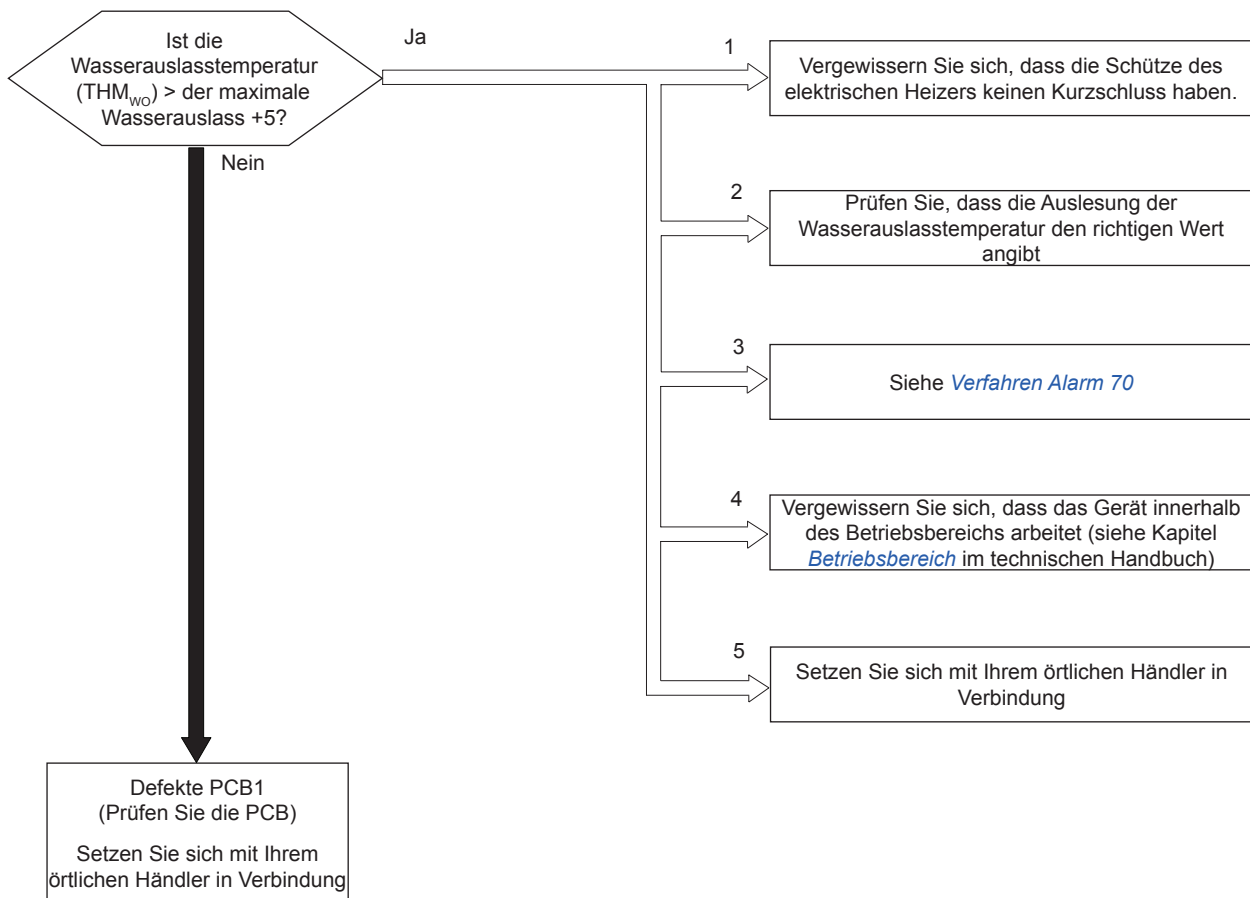 Ist die
Wasserauslasstemperatur
(THM_WO) > der maximale
Wasserauslass +5?
Ja
Nein
1
Vergewissern Sie sich, dass die Schütze des
elektrischen Heizers keinen Kurzschluss haben.
2
Prüfen Sie, dass die Auslesung der
Wasserauslasstemperatur den richtigen Wert
angibt
3
Siehe Verfahren Alarm 70
4
Vergewissern Sie sich, dass das Gerät innerhalb
des Betriebsbereichs arbeitet (siehe Kapitel
Betriebsbereich im technischen Handbuch)
5
Setzen Sie sich mit Ihrem örtlichen Händler in
Verbindung
Defekte PCB1
(Prüfen Sie die PCB)
Setzen Sie sich mit Ihrem
örtlichen Händler in Verbindung